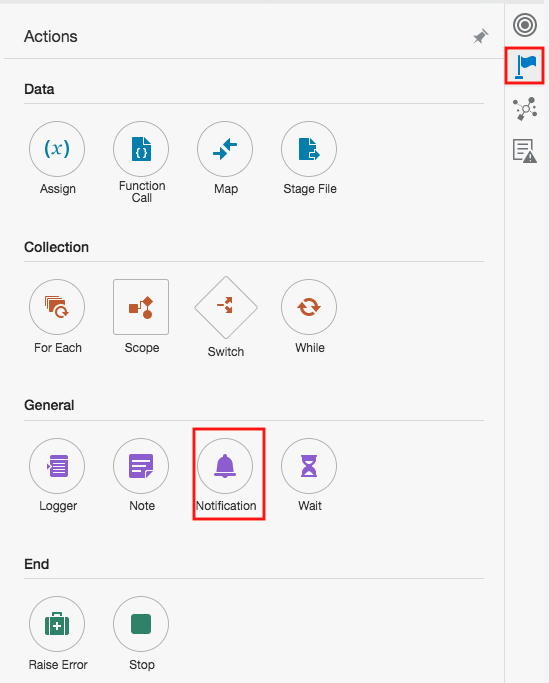 Actions
Data
(x)
{}
Assign
Function
Call
Map
Stage File
Collection
For Each
Scope
Switch
While
General
Logger
Note
Notification
Wait
End
Raise Error
Stop